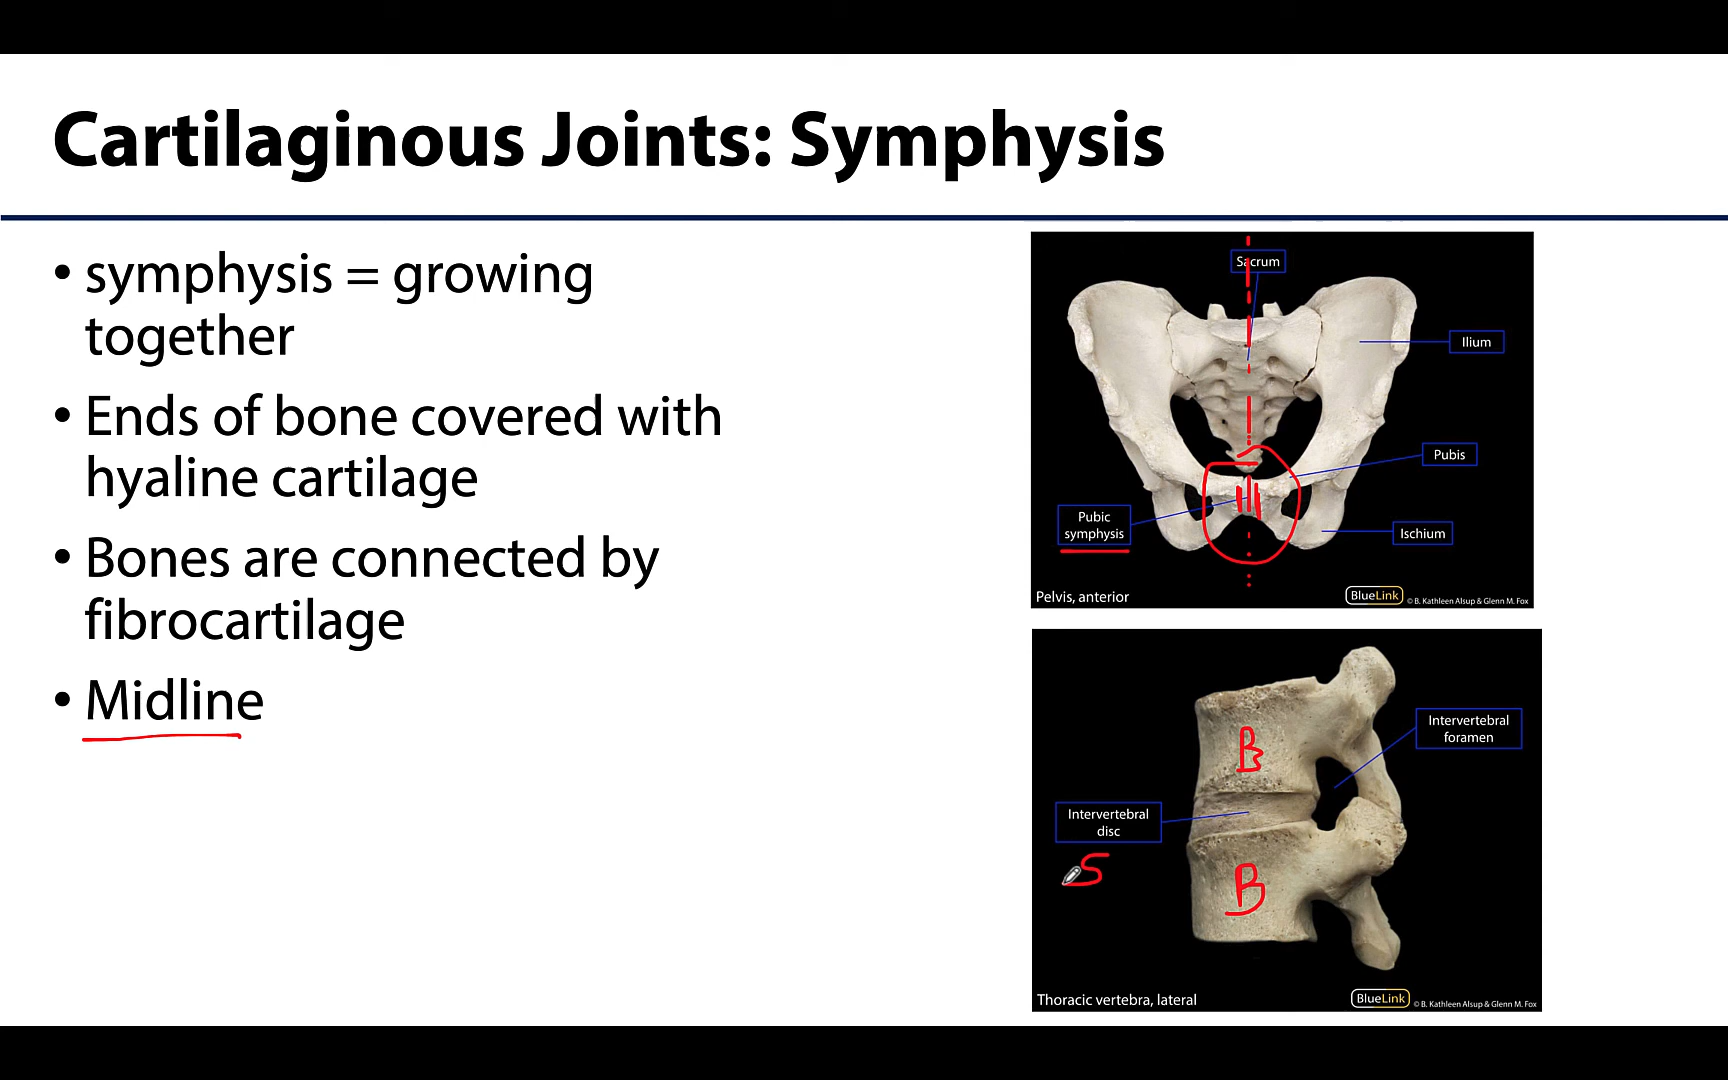 Cartilaginous Joints: Symphysis
• symphysis = growing
together
• Ends of bone covered with
hyaline cartilage
• Bones are connected by
fibrocartilage
• Midline
Sacrum
Ilium
Pubis
Pubic
symphysis
Ischium
Pelvis, anterior
BlueLink © B. Kathleen Alsup & Glenn M. Fox
Intervertebral
foramen
B
Intervertebral
disc
S
B
Thoracic vertebra, lateral
BlueLink © B. Kathleen Alsup & Glenn M. Fox